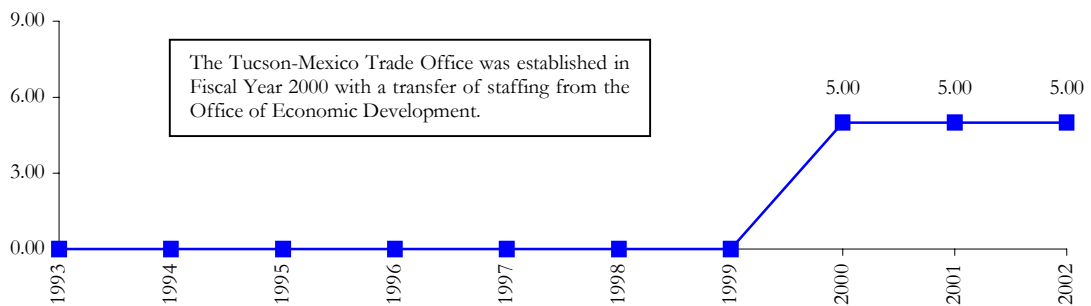 9.00
The Tucson-Mexico Trade Office was established in
Fiscal Year 2000 with a transfer of staffing from the
Office of Economic Development.
6.00
5.00 5.00 5.00
3.00
0.00
1993 1994 1995 1996 1997 1998 1999 2000 2001 2002